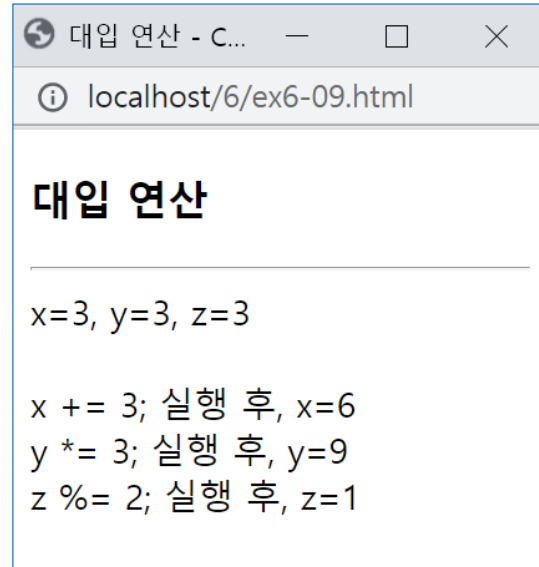 대입 연산 - C...
localhost/6/ex6-09.html
대입 연산
x=3, y=3, z=3
x += 3; 실행 후, x=6
y *= 3; 실행 후, y=9
z %= 2; 실행 후, z=1